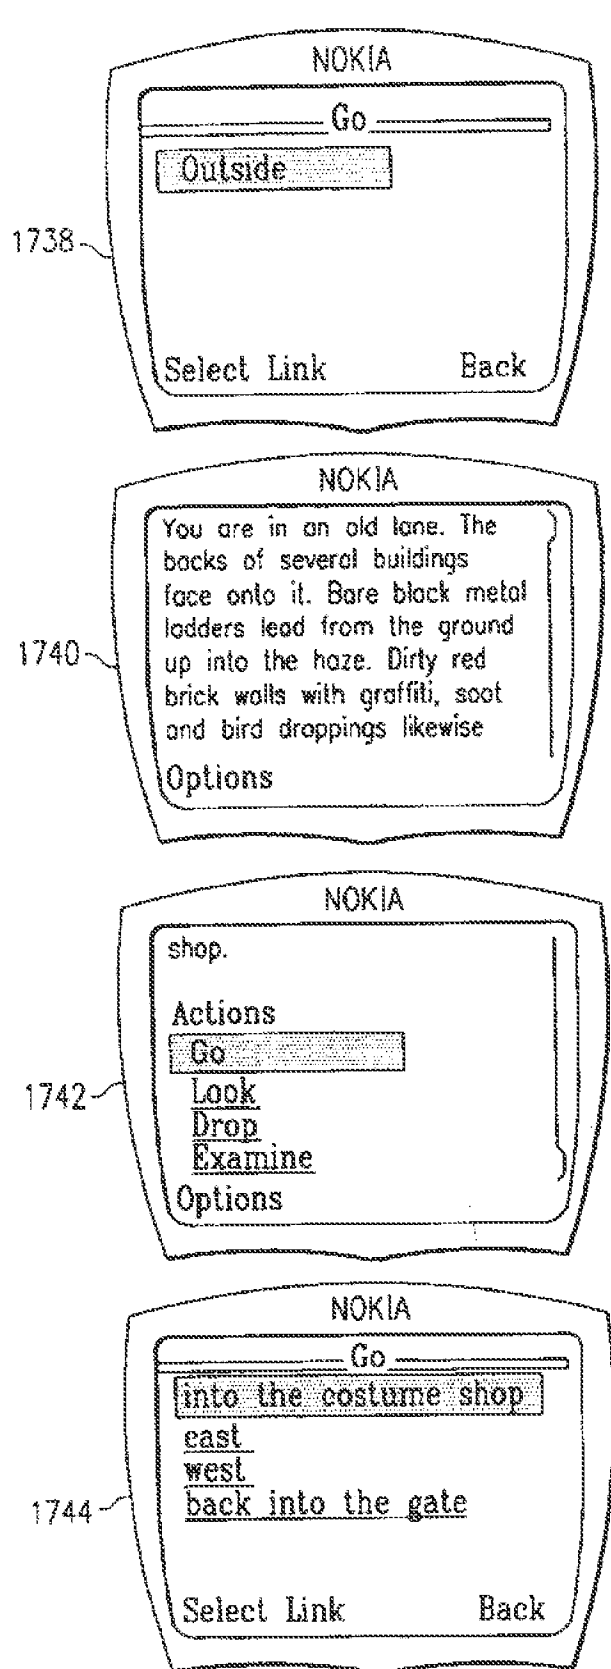 NOKIA
Go
Outside
1738
Select Link Back
NOKIA
You are in an old lane. The
backs of several buildings
face onto it. Bare black metal
ladders lead from the ground
1740
up into the haze. Dirty red
brick walls with graffiti, soot
and bird droppings likewise
Options
NOKIA
shop.
Actions
Go
1742
Look
Drop
Examine
Options
NOKIA
Go
into the costume shop
east
west
1744
back into the gate
Select Link Back